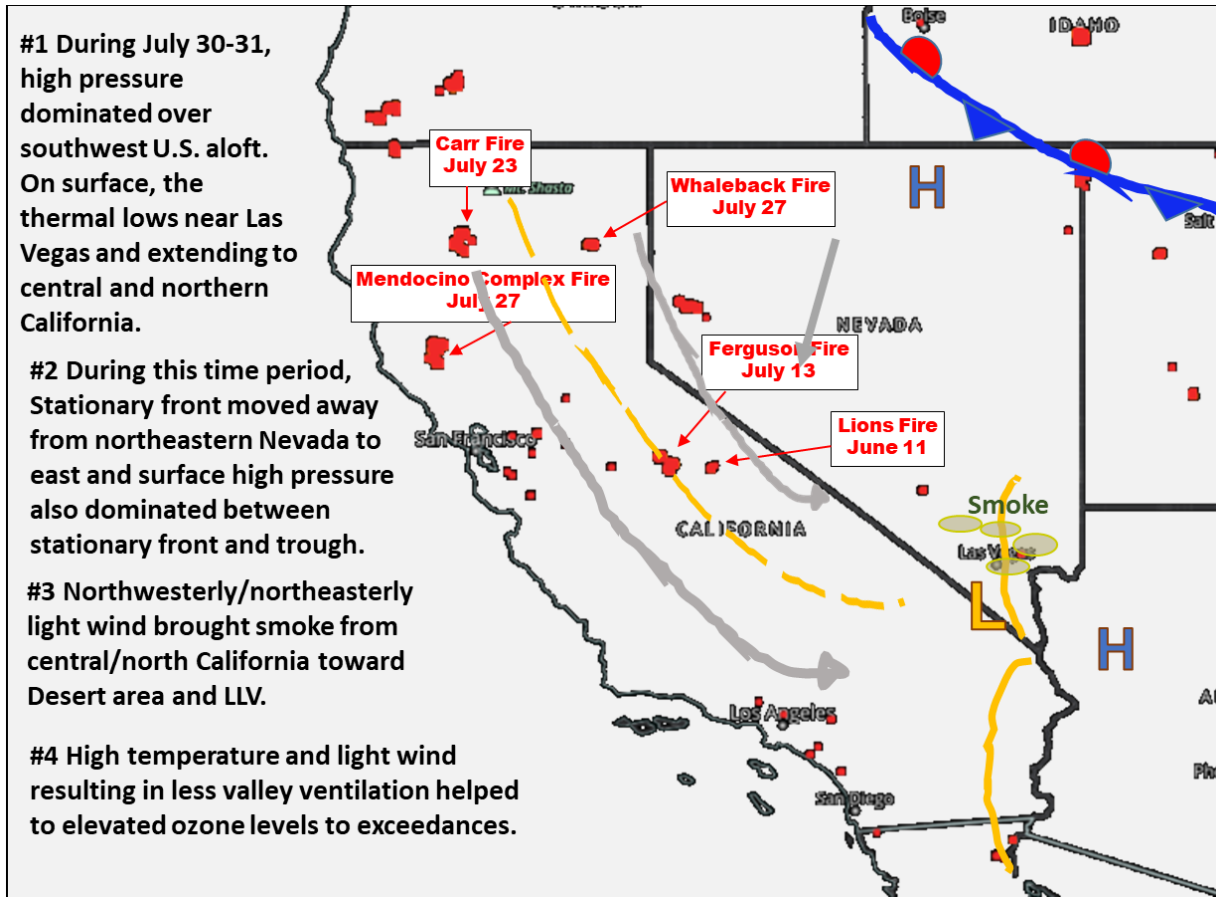 #1 During July 30-31,
high pressure
dominated over
southwest U.S. aloft.
On surface, the
thermal lows near Las
Vegas and extending to
central and northern
California.
#2 During this time period,
Stationary front moved away
from northeastern Nevada to
east and surface high pressure
also dominated between
stationary front and trough.
#3 Northwesterly/northeasterly
light wind brought smoke from
central/north California toward
Desert area and LLV.
#4 High temperature and light wind
resulting in less valley ventilation helped
to elevated ozone levels to exceedances.
Boise
IDAHO
Carr Fire
July 23
Mt. Shasta
Whaleback Fire
July 27
H
Salt
Mendocino Complex Fire
July 27
NEVADA
Ferguson Fire
July 13
Lions Fire
June 11
San Francisco
CALIFORNIA
Smoke
Las Vegas
L
H
Los Angeles
San Diego